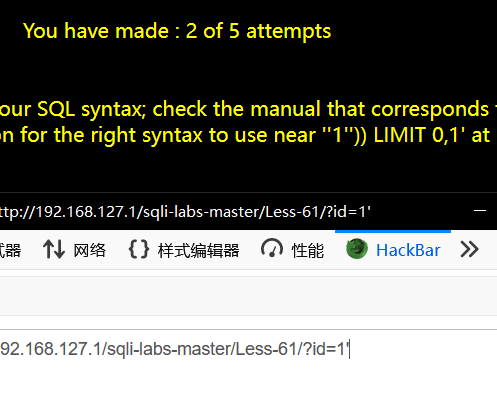 You have made : 2 of 5 attempts
our SQL syntax; check the manual that corresponds
on for the right syntax to use near ''1'')) LIMIT 0,1' at
ttp://192.168.127.1/sqli-labs-master/Less-61/?id=1'
器 网络 {} 样式编辑器 性能 HackBar
92.168.127.1/sqli-labs-master/Less-61/?id=1'